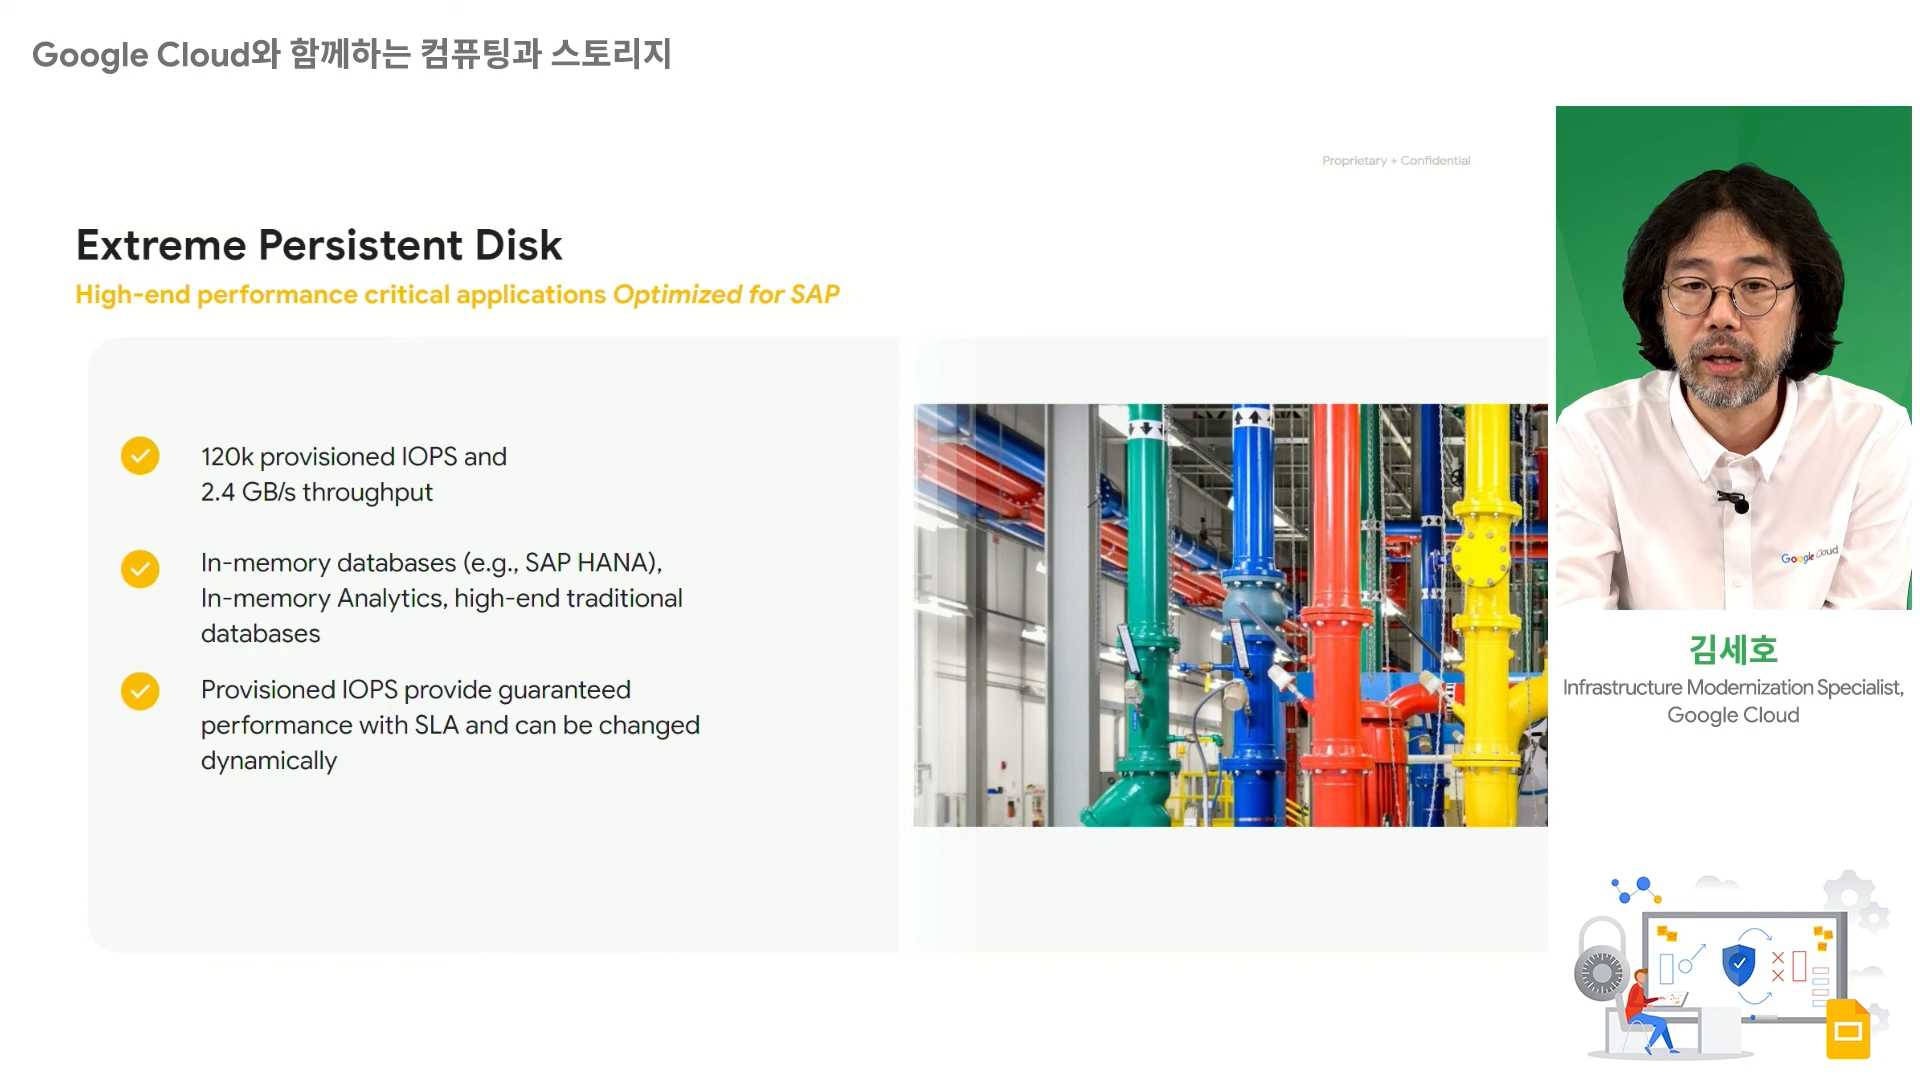 Google Cloud와 함께하는 컴퓨팅과 스토리지
Proprietary + Confidential
Extreme Persistent Disk
High-end performance critical applications Optimized for SAP
120k provisioned IOPS and
2.4 GB/s throughput
In-memory databases (e.g., SAP HANA),
In-memory Analytics, high-end traditional
databases
Provisioned IOPS provide guaranteed
performance with SLA and can be changed
dynamically
Google Cloud
김세호
Infrastructure Modernization Specialist,
Google Cloud